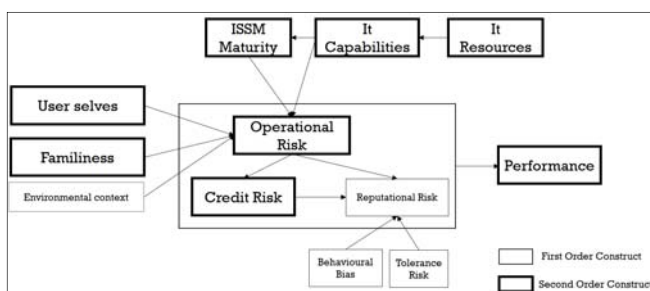 ISSM
Maturity
It
Capabilities
It
Resources
User selves
Familiness
Environmental context
Operational
Risk
Credit Risk
Reputational Risk
Performance
Behavioural
Bias
Tolerance
Risk
First Order Construct
Second Order Construct